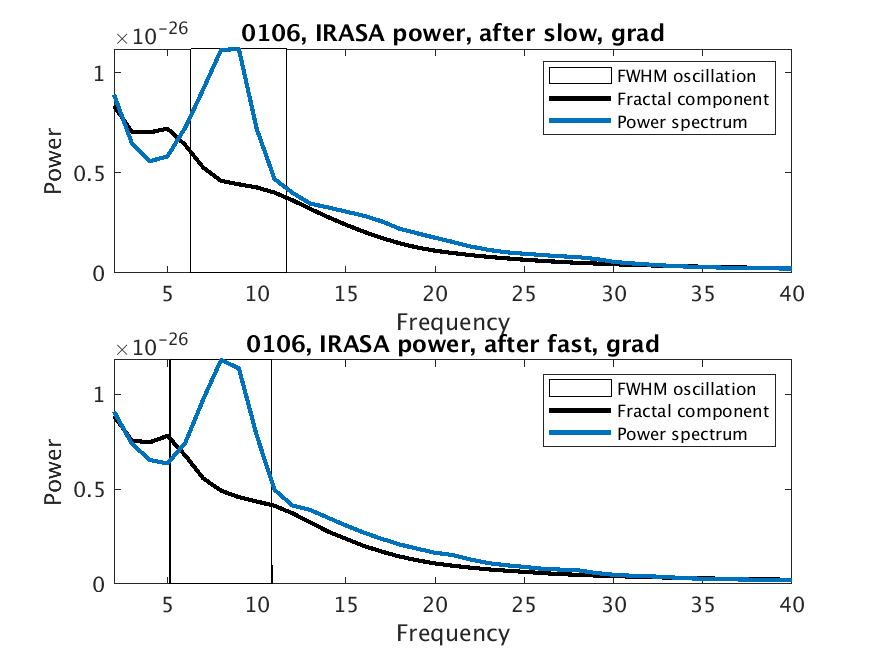 ×10⁻²⁶
0106, IRASA power, after slow, grad
1
0.5
0
Power
FWHM oscillation
Fractal component
Power spectrum
5 10 15 20 25 30 35 40
Frequency
×10⁻²⁶
0106, IRASA power, after fast, grad
1
0.5
0
Power
FWHM oscillation
Fractal component
Power spectrum
5 10 15 20 25 30 35 40
Frequency